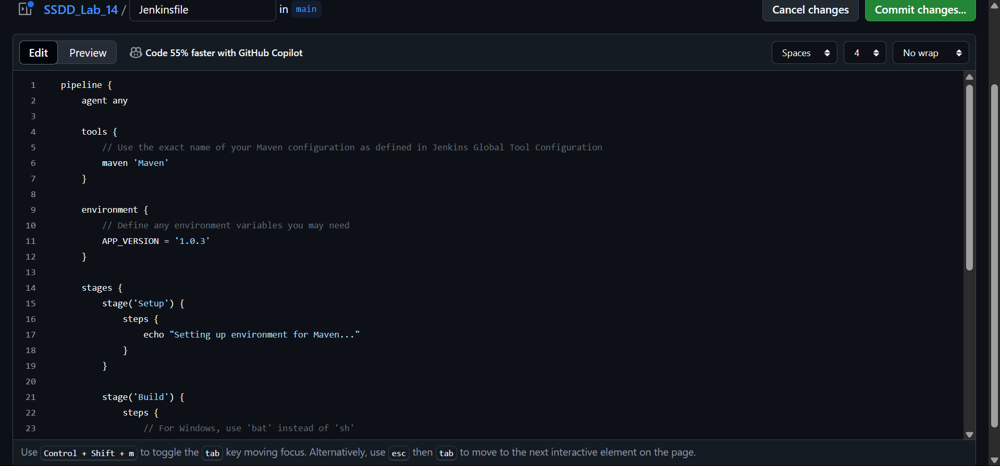 SSDD_Lab_14 / Jenkinsfile in main Cancel changes Commit changes...
Edit Preview Code 55% faster with GitHub Copilot Spaces 4 No wrap
1 pipeline {
2     agent any
3
4     tools {
5         // Use the exact name of your Maven configuration as defined in Jenkins Global Tool Configuration
6         maven 'Maven'
7     }
8
9     environment {
10         // Define any environment variables you may need
11         APP_VERSION = '1.0.3'
12     }
13
14     stages {
15         stage('Setup') {
16             steps {
17                 echo "Setting up environment for Maven..."
18             }
19         }
20
21         stage('Build') {
22             steps {
23                 // For Windows, use 'bat' instead of 'sh'
Use Control + Shift + m to toggle the tab key moving focus. Alternatively, use esc then tab to move to the next interactive element on the page.